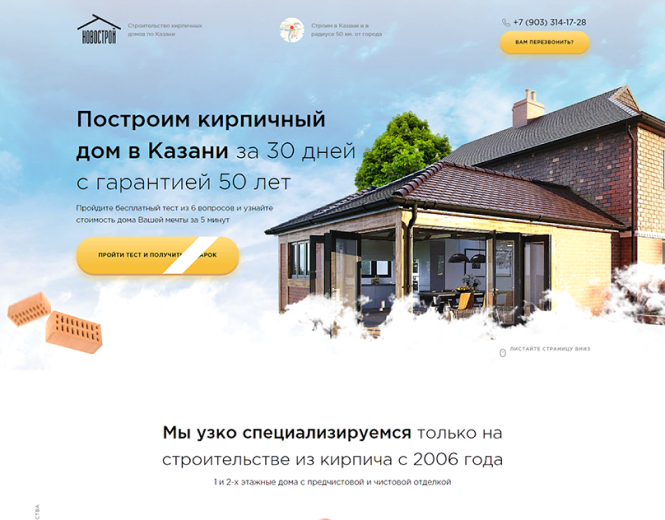 НОВОСТРОЙ
Строительство кирпичных
домов по Казани
Строим в Казани и в
радиусе 50 км. от города
+7 (903) 314-17-28
ВАМ ПЕРЕЗВОНИТЬ?
Построим кирпичный
дом в Казани за 30 дней
с гарантией 50 лет
Пройдите бесплатный тест из 6 вопросов и узнайте
стоимость дома Вашей мечты за 5 минут
ПРОЙТИ ТЕСТ И ПОЛУЧИТЬ
ЛИСТАЙТЕ СТРАНИЦУ ВНИЗ
Мы узко специализируемся только на
строительстве из кирпича с 2006 года
1 и 2-х этажные дома с предчистовой и чистовой отделкой